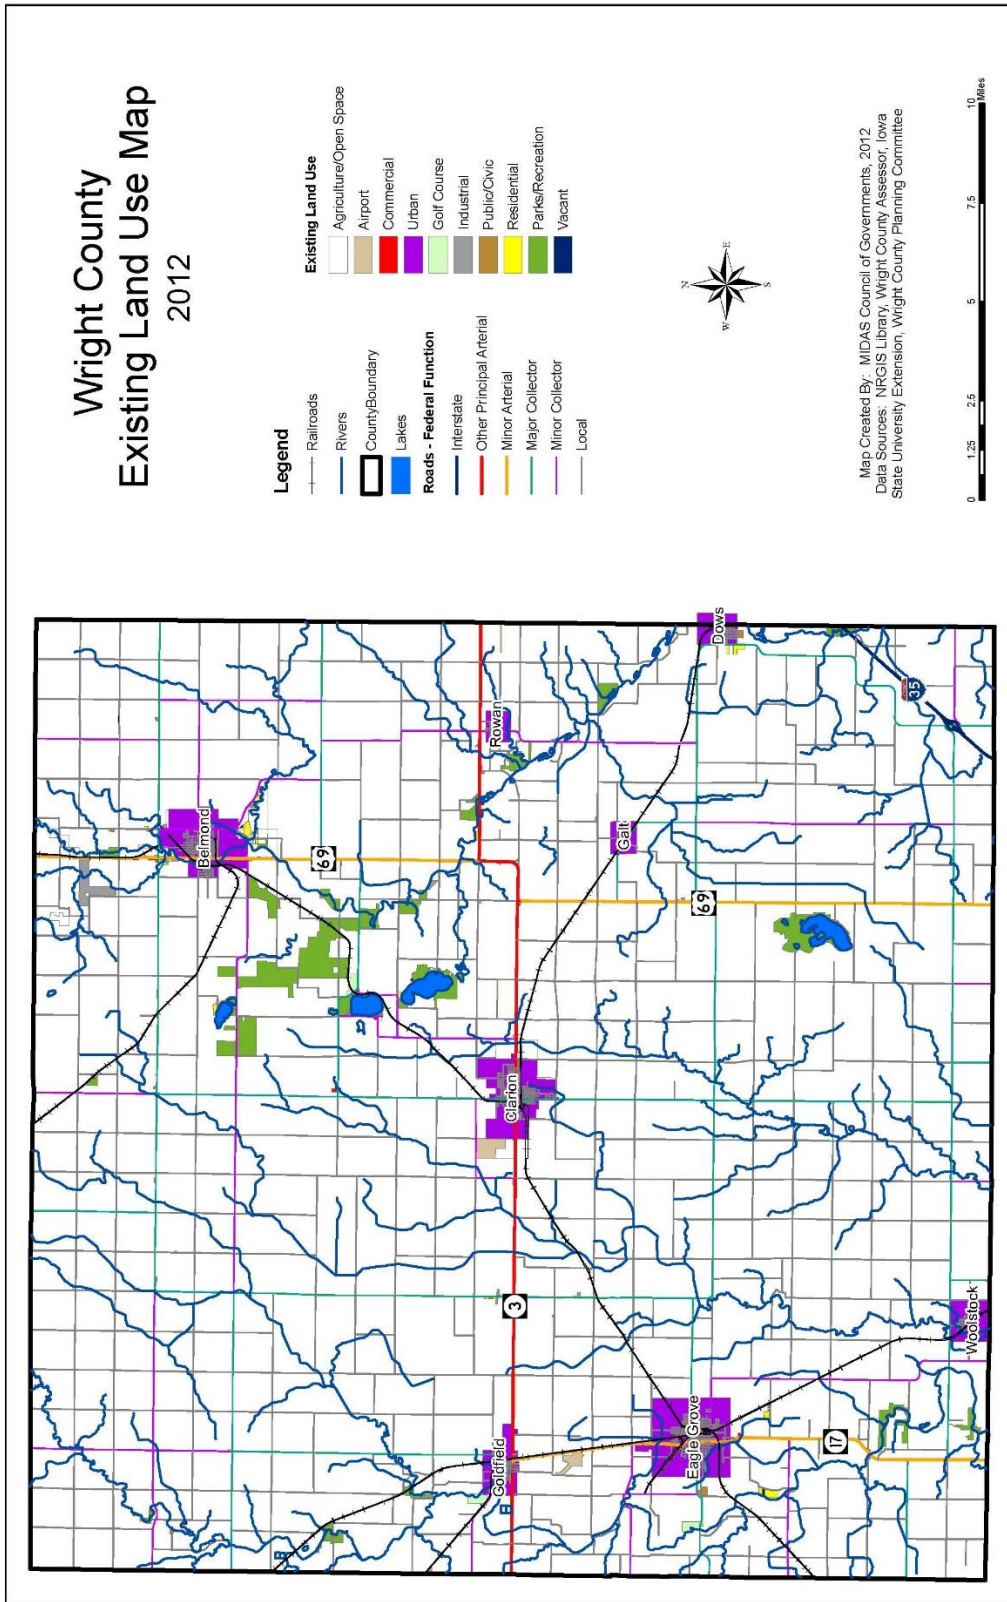 Wright County
Existing Land Use Map
2012
Legend
Railroads
Rivers
CountyBoundary
Lakes
Roads - Federal Function
Interstate
Other Principal Arterial
Minor Arterial
Major Collector
Minor Collector
Local
Existing Land Use
Agriculture/Open Space
Airport
Commercial
Urban
Golf Course
Industrial
Public/Civic
Residential
Parks/Recreation
Vacant
N
W
E
S
Map Created By: MIDAS Council of Governments, 2012
Data Sources: NRGIS Library, Wright County Assessor, Iowa
State University Extension, Wright County Planning Committee
0
1.25
2.5
5
7.5
10
Miles
Belmond
69
Rowan
Dows
Galt
69
35
Clarion
3
Goldfield
Eagle Grove
17
Woolstock